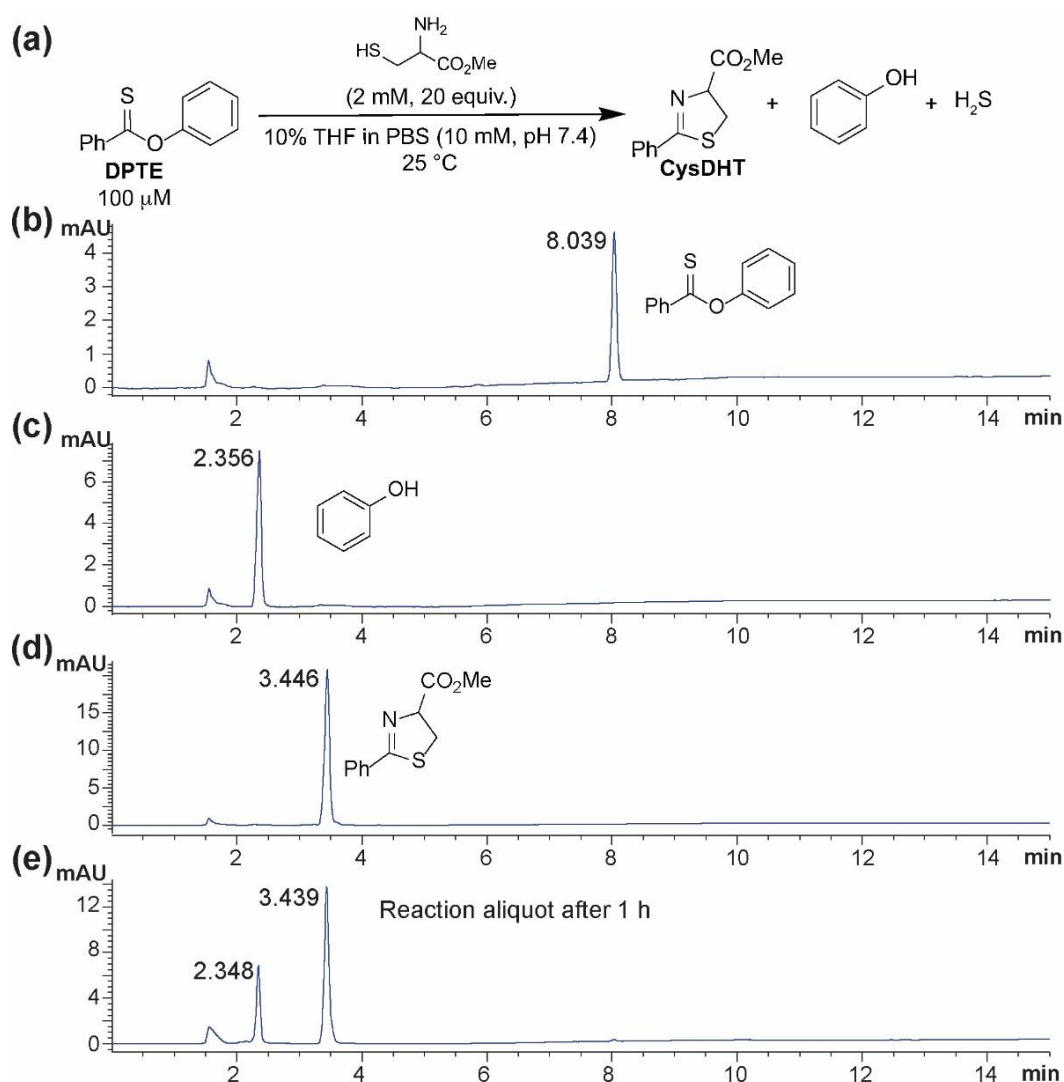 (a)
NH₂
HS
CO₂Me
S
(2 mM, 20 equiv.)
10% THF in PBS (10 mM, pH 7.4)
25 °C
Ph O
DPTE
100 μM
CO₂Me
N
Ph S
CysDHT
+
OH
+ H₂S
(b)
mAU
8.039
S
Ph O
4
3
2
1
0
2 4 6 8 10 12 14 min
(c)
mAU
2.356
OH
6
4
2
0
2 4 6 8 10 12 14 min
(d)
mAU
3.446
CO₂Me
N
Ph S
15
10
5
0
2 4 6 8 10 12 14 min
(e)
mAU
3.439
Reaction aliquot after 1 h
2.348
12
8
4
0
2 4 6 8 10 12 14 min